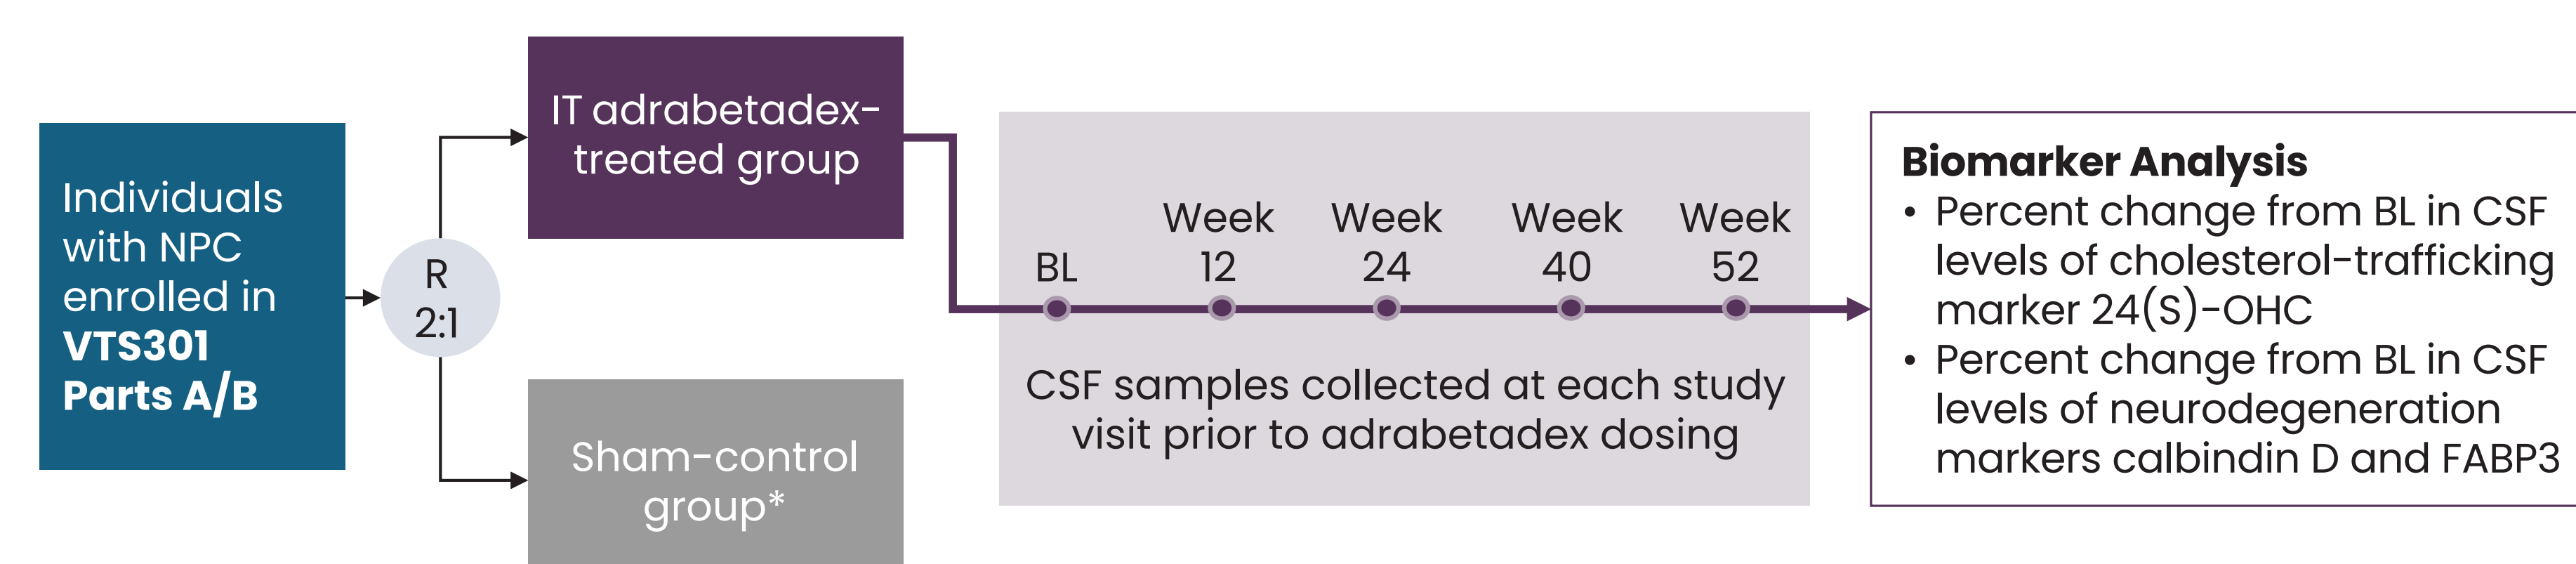 Individuals
with NPC
enrolled in
VTS301
Parts A/B
R
2:1
IT adrabetadex-
treated group
Sham-control
group*
BL
Week
12
Week
24
Week
40
Week
52
CSF samples collected at each study
visit prior to adrabetadex dosing
Biomarker Analysis
• Percent change from BL in CSF
levels of cholesterol-trafficking
marker 24(S)-OHC
• Percent change from BL in CSF
levels of neurodegeneration
markers calbindin D and FABP3